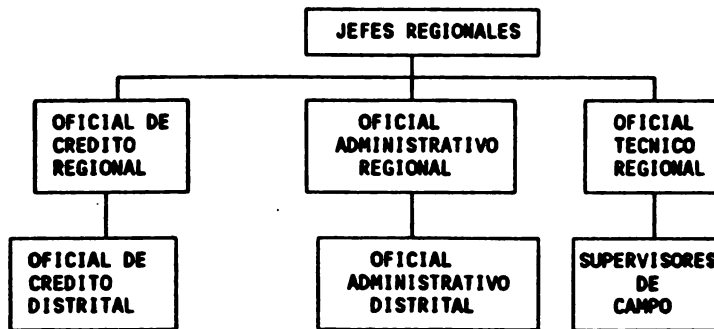 JEFES REGIONALES
OFICIAL DE
CREDITO
REGIONAL
OFICIAL
ADMINISTRATIVO
REGIONAL
OFICIAL
TECNICO
REGIONAL
OFICIAL DE
CREDITO
DISTRITAL
OFICIAL
ADMINISTRATIVO
DISTRITAL
SUPERVISORES
DE
CAMPO